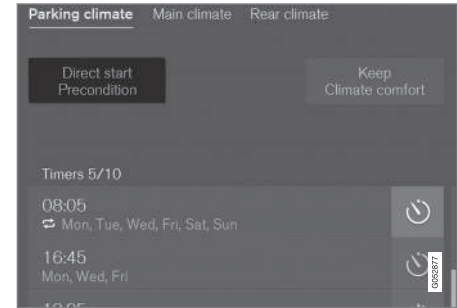 Parking climate Main climate Rear climate
Direct start Keep
Precondition Climate comfort
Timers 5/10
08:05
Mon, Tue, Wed, Fri, Sat, Sun
16:45
Mon, Wed, Fri
G052877